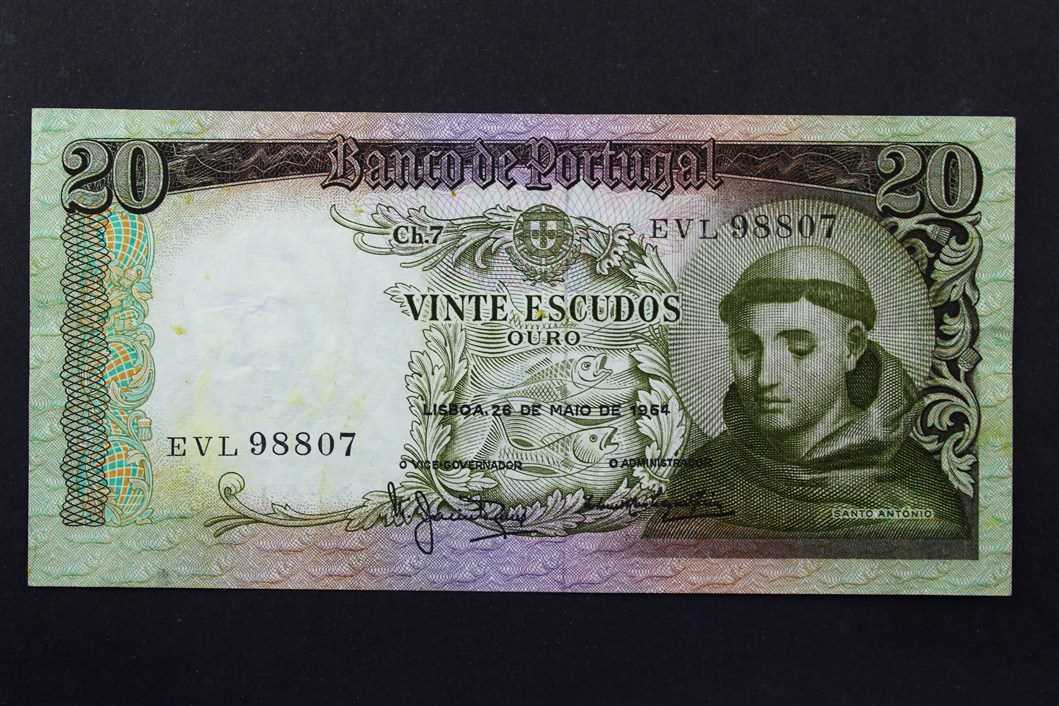 20 Banco de Portugal 20
Ch.7
EVL 98807
VINTE ESCUDOS
OURO
LISBOA. 26 DE MAIO DE 1964
EVL 98807
O VICE-GOVERNADOR
O ADMINISTRADOR
SANTO ANTÓNIO